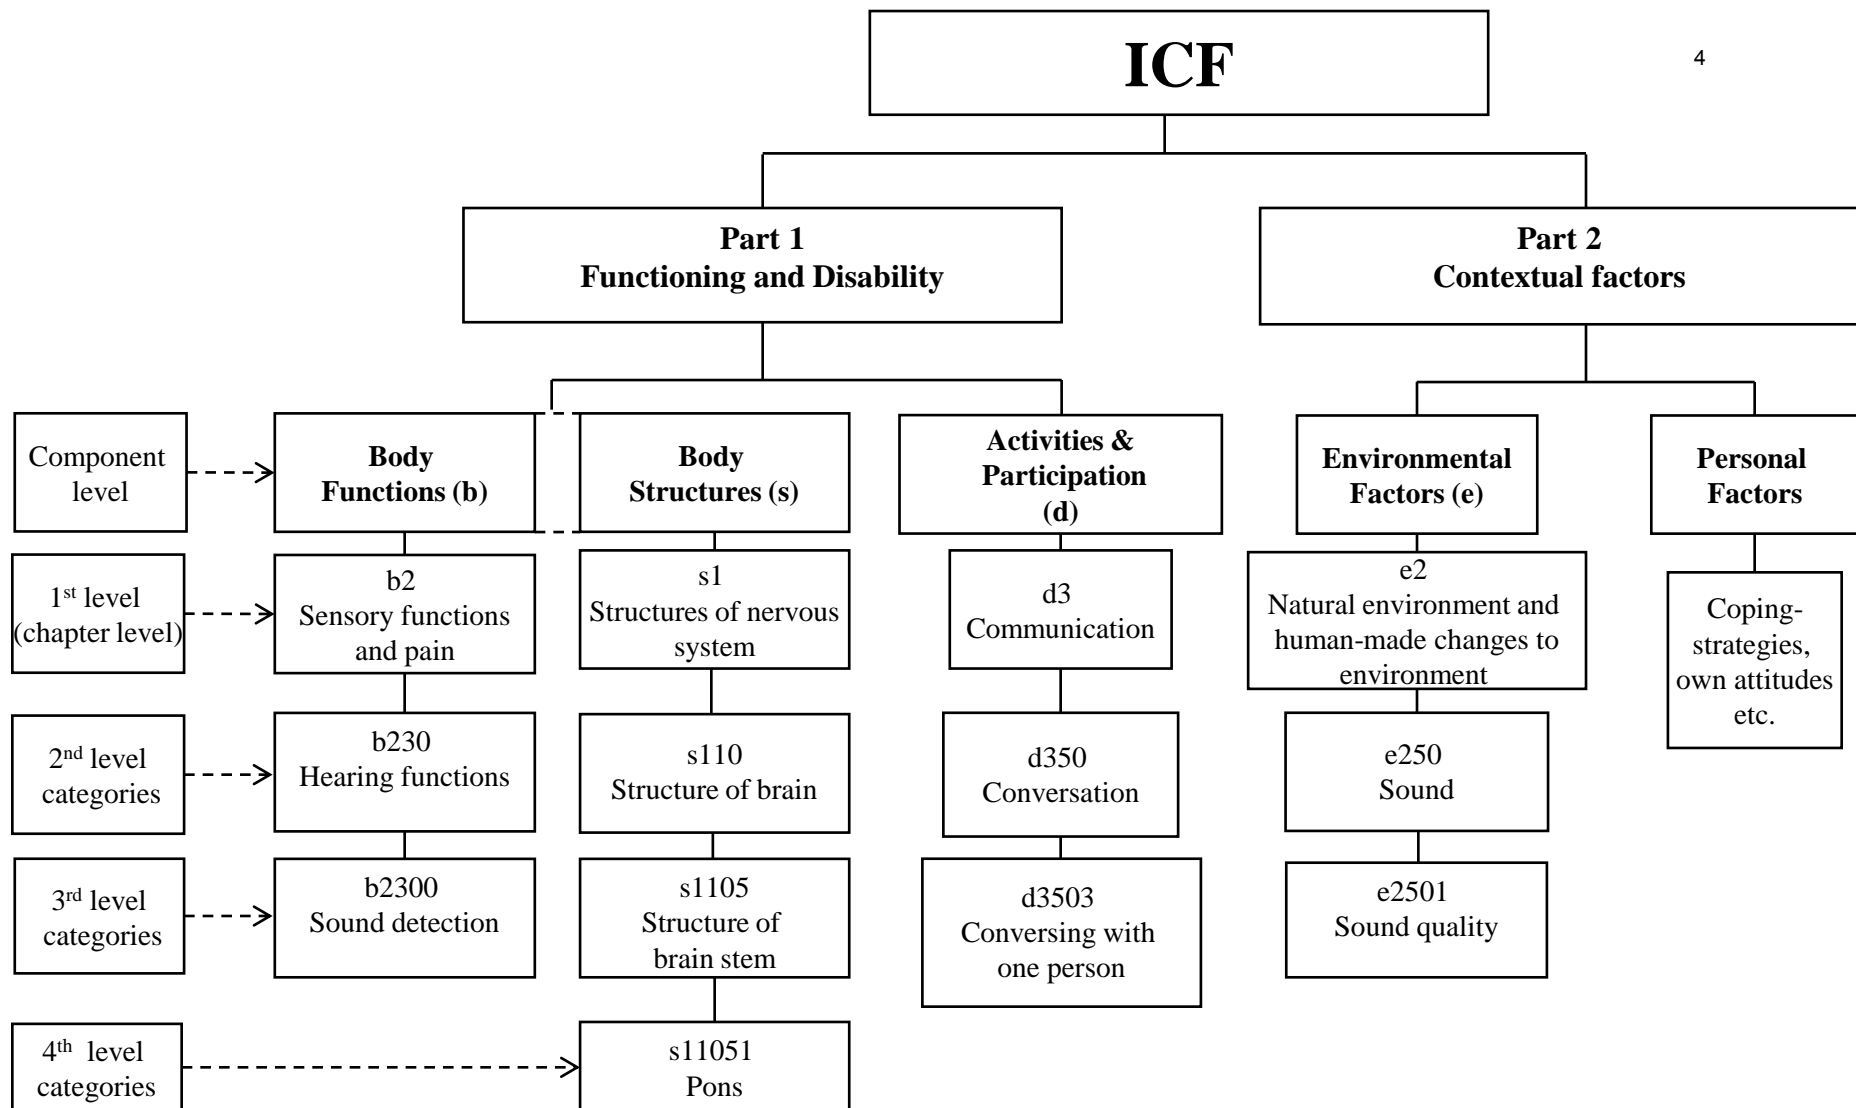 ICF
4
Part 1
Functioning and Disability
Part 2
Contextual factors
Component
level
Body
Functions (b)
Body
Structures (s)
Activities &
Participation
(d)
Environmental
Factors (e)
Personal
Factors
1st level
(chapter level)
b2
Sensory functions
and pain
s1
Structures of nervous
system
d3
Communication
e2
Natural environment and
human-made changes to
environment
Coping-
strategies,
own attitudes
etc.
2nd level
categories
b230
Hearing functions
s110
Structure of brain
d350
Conversation
e250
Sound
3rd level
categories
b2300
Sound detection
s1105
Structure of
brain stem
d3503
Conversing with
one person
e2501
Sound quality
4th level
categories
s11051
Pons